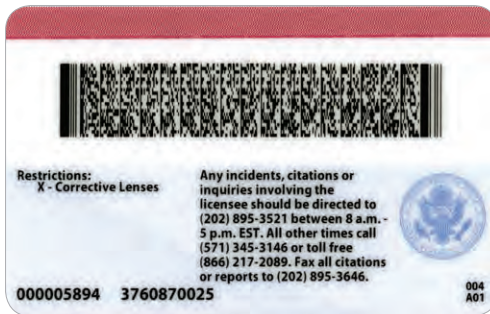 Restrictions:
X - Corrective Lenses
Any incidents, citations or
inquiries involving the
licensee should be directed to
(202) 895-3521 between 8 a.m. -
5 p.m. EST. All other times call
(571) 345-3146 or toll free
(866) 217-2089. Fax all citations
or reports to (202) 895-3646.
000005894 3760870025
004
A01